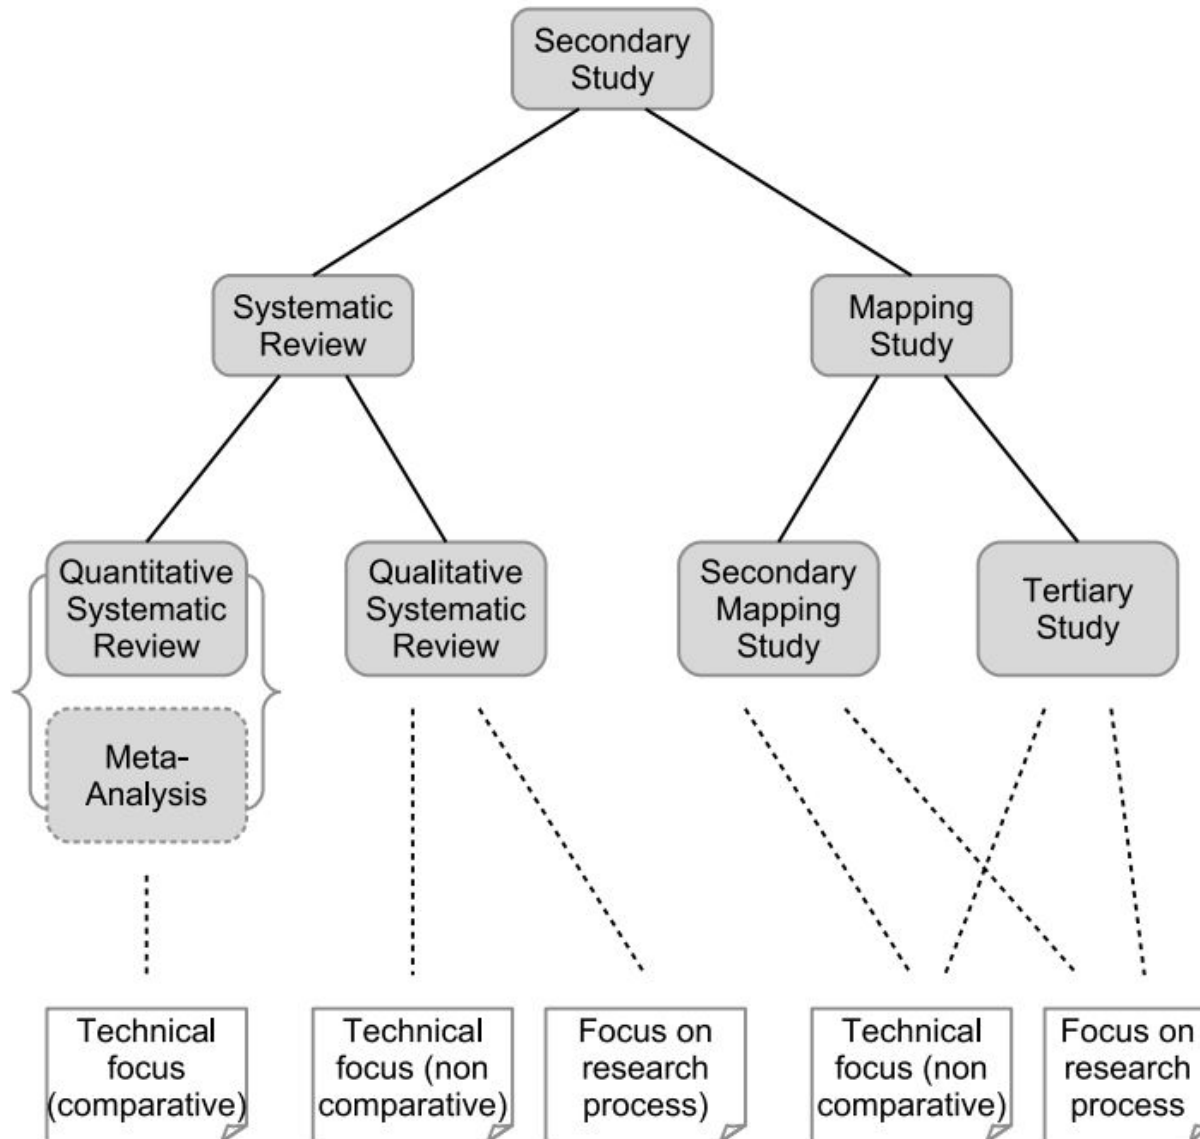 Secondary
Study
Systematic
Review
Mapping
Study
Quantitative
Systematic
Review
Qualitative
Systematic
Review
Secondary
Mapping
Study
Tertiary
Study
Meta-
Analysis
Technical
focus
(comparative)
Technical
focus (non
comparative)
Focus on
research
process)
Technical
focus (non
comparative)
Focus on
research
process